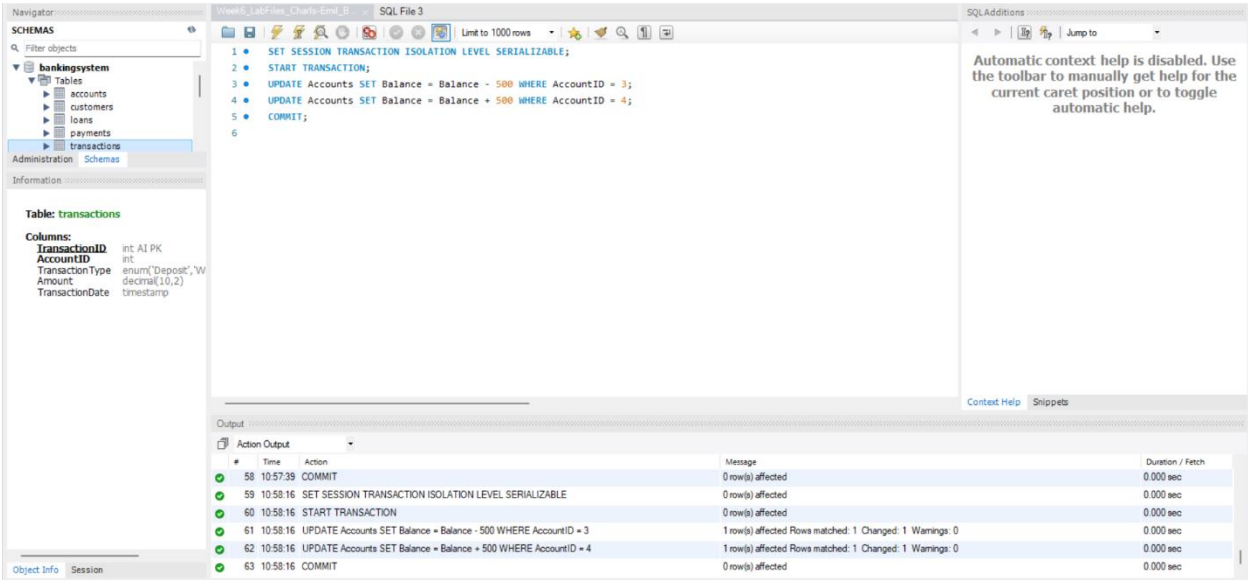 Navigator
SCHEMAS
Filter objects
bankingsystem
Tables
accounts
customers
loans
payments
transactions
Administration Schemas
Information
Table: transactions
Columns:
TransactionID int AI PK
AccountID int
TransactionType enum('Deposit','W
Amount decimal(10,2)
TransactionDate timestamp
Object Info Session
Week6_LabFiles_Charls-Emil_B... SQL File 3
Limit to 1000 rows
1 SET SESSION TRANSACTION ISOLATION LEVEL SERIALIZABLE;
2 START TRANSACTION;
3 UPDATE Accounts SET Balance = Balance - 500 WHERE AccountID = 3;
4 UPDATE Accounts SET Balance = Balance + 500 WHERE AccountID = 4;
5 COMMIT;
6
SQLAdditions
Jump to
Automatic context help is disabled. Use
the toolbar to manually get help for the
current caret position or to toggle
automatic help.
Context Help Snippets
Output
Action Output
# Time Action Message Duration / Fetch
58 10:57:39 COMMIT 0 row(s) affected 0.000 sec
59 10:58:16 SET SESSION TRANSACTION ISOLATION LEVEL SERIALIZABLE 0 row(s) affected 0.000 sec
60 10:58:16 START TRANSACTION 0 row(s) affected 0.000 sec
61 10:58:16 UPDATE Accounts SET Balance = Balance - 500 WHERE AccountID = 3 1 row(s) affected Rows matched: 1 Changed: 1 Warnings: 0 0.000 sec
62 10:58:16 UPDATE Accounts SET Balance = Balance + 500 WHERE AccountID = 4 1 row(s) affected Rows matched: 1 Changed: 1 Warnings: 0 0.000 sec
63 10:58:16 COMMIT 0 row(s) affected 0.000 sec